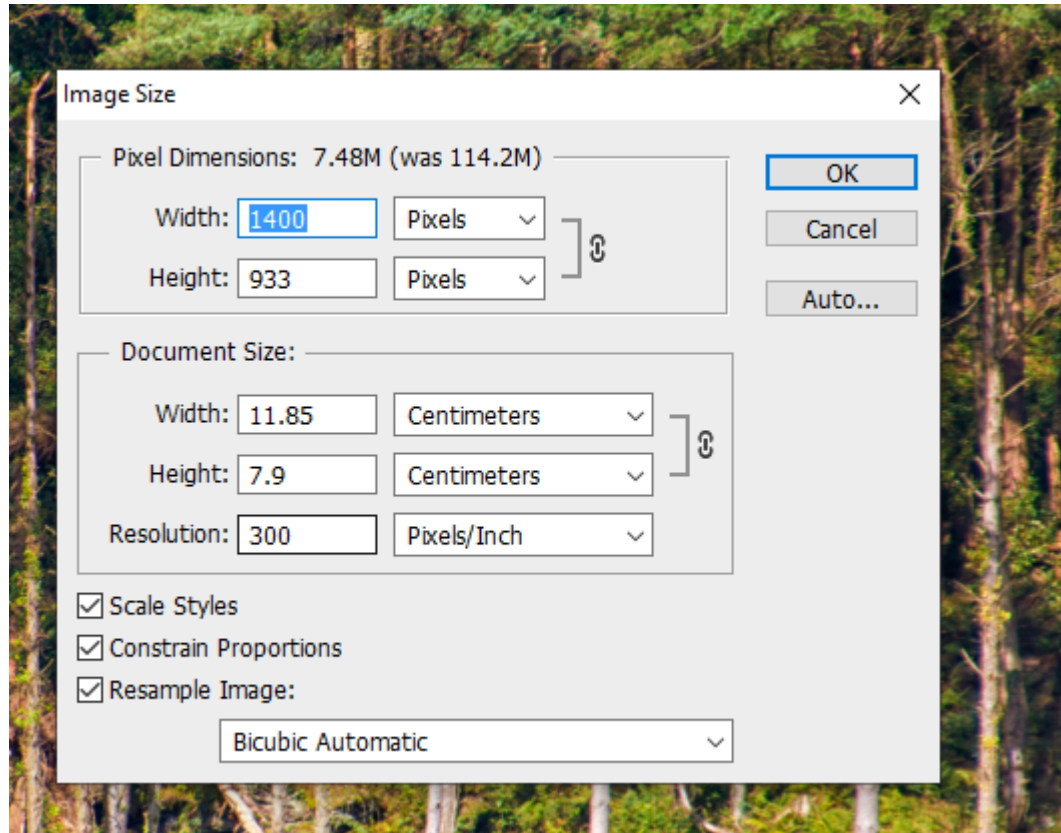 Image Size
Pixel Dimensions: 7.48M (was 114.2M)
OK
Width: 1400 Pixels
Cancel
Height: 933 Pixels
Auto...
Document Size:
Width: 11.85 Centimeters
Height: 7.9 Centimeters
Resolution: 300 Pixels/Inch
Scale Styles
Constrain Proportions
Resample Image:
Bicubic Automatic